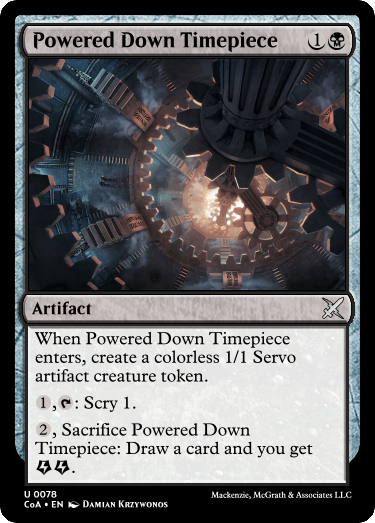 Powered Down Timepiece 1
Artifact
When Powered Down Timepiece
enters, create a colorless 1/1 Servo
artifact creature token.
1, : Scry 1.
2, Sacrifice Powered Down
Timepiece: Draw a card and you get
.
U 0078
CoA • EN Damian Krzywonos
Mackenzie, McGrath & Associates LLC